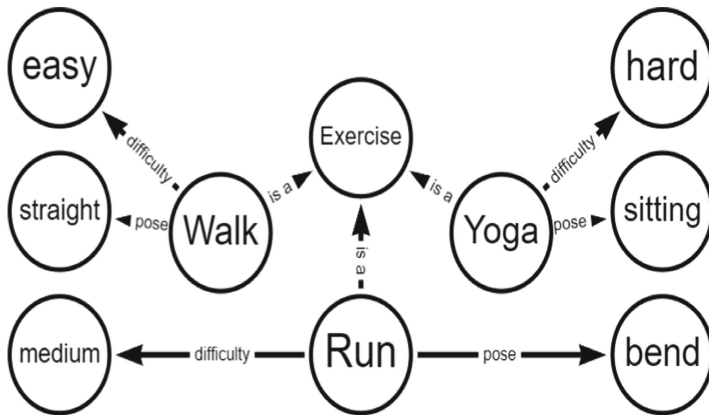 easy
hard
Exercise
difficulty
difficulty
straight
pose
Walk
is a
is a
Yoga
pose
sitting
is a
medium
difficulty
Run
pose
bend